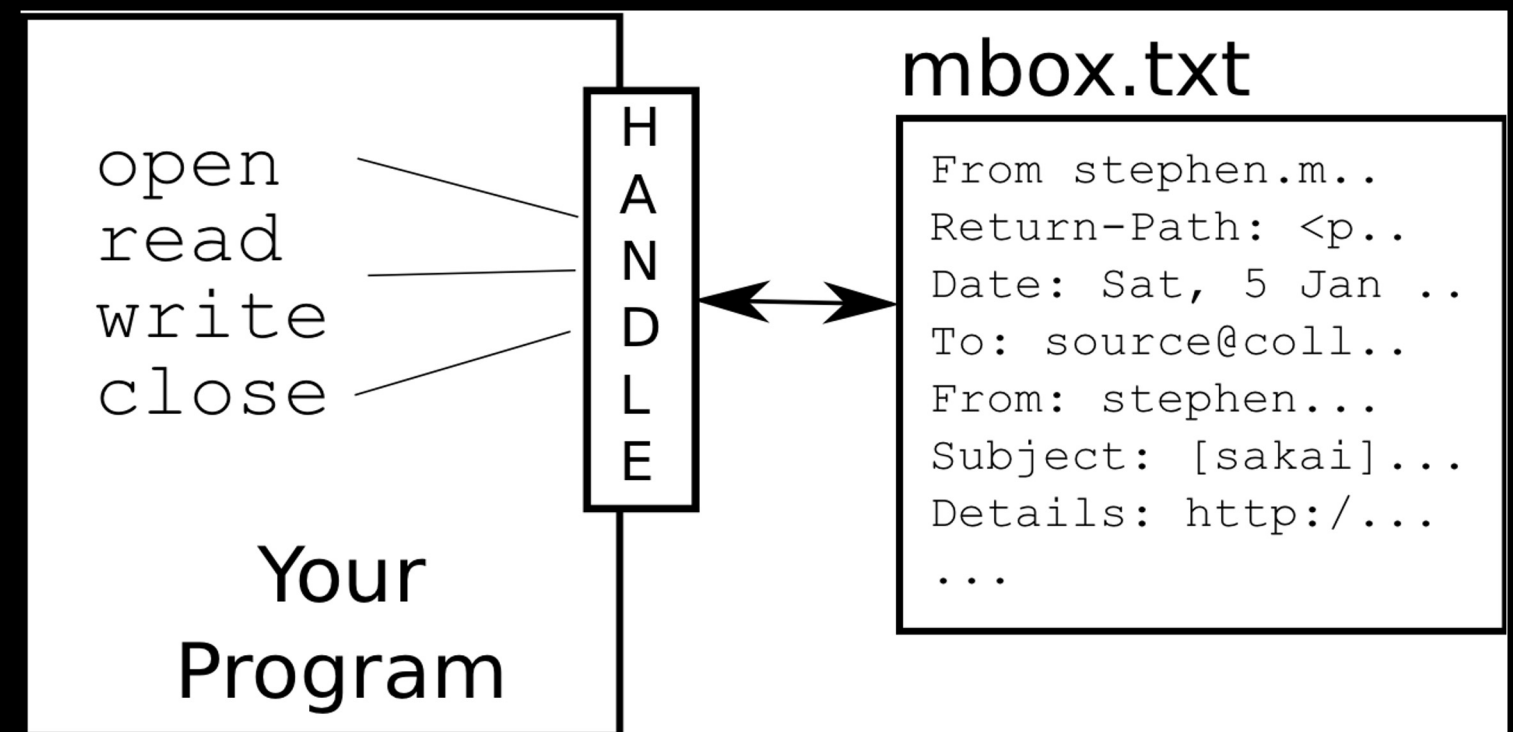 open
read
write
close
Your
Program
H
A
N
D
L
E
mbox.txt
From stephen.m..
Return-Path: <p..
Date: Sat, 5 Jan ..
To: source@coll..
From: stephen...
Subject: [sakai]...
Details: http:/...
...